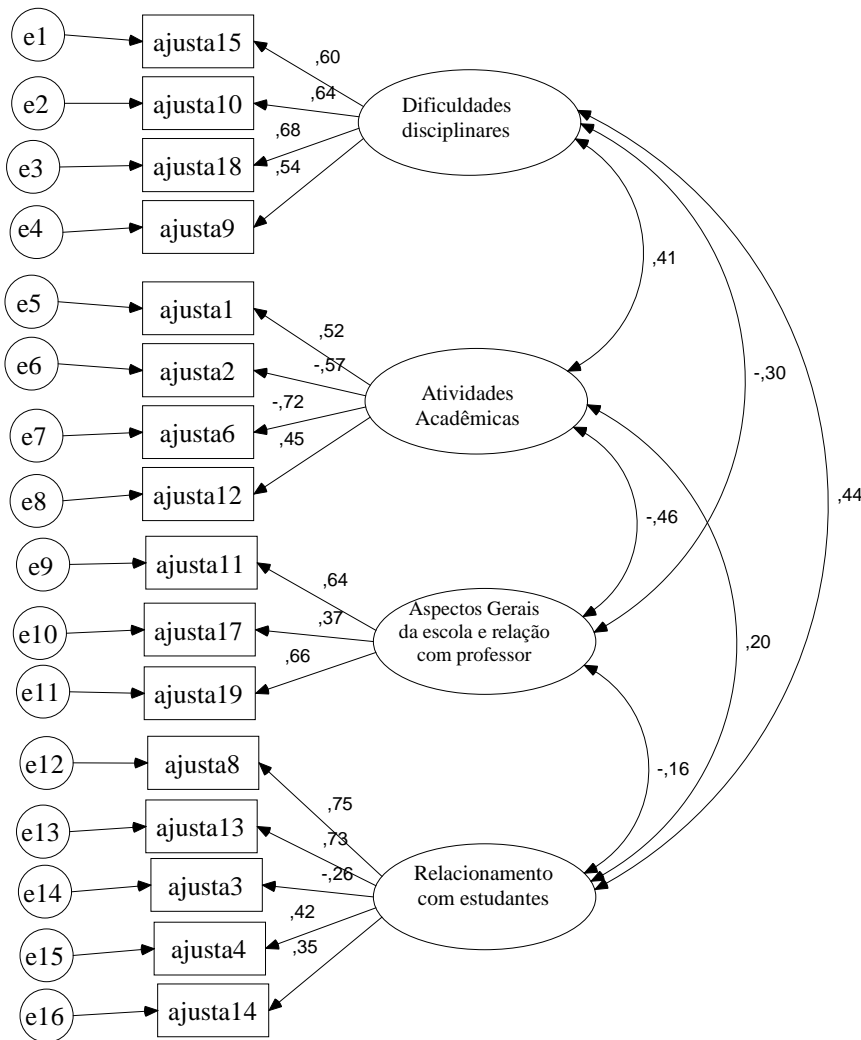 e1
ajusta15
,60
e2
ajusta10
,64
e3
ajusta18
,68
e4
ajusta9
,54
Dificuldades
disciplinares
,41
e5
ajusta1
,52
e6
ajusta2
-,57
e7
ajusta6
-,72
e8
ajusta12
,45
Atividades
Acadêmicas
-,30
-,46
,44
e9
ajusta11
,64
e10
ajusta17
,37
e11
ajusta19
,66
Aspectos Gerais
da escola e relação
com professor
,20
-,16
e12
ajusta8
,75
e13
ajusta13
,73
e14
ajusta3
-,26
e15
ajusta4
,42
e16
ajusta14
,35
Relacionamento
com estudantes